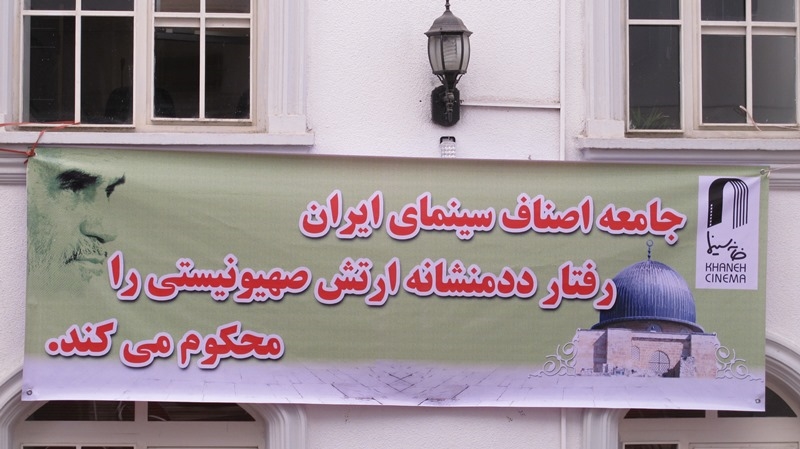 جامعه اصناف سینمای ایران
رفتار ددمنشانه ارتش صهیونیستی را
محکوم می کند.
خانه سینما
KHANEH
CINEMA